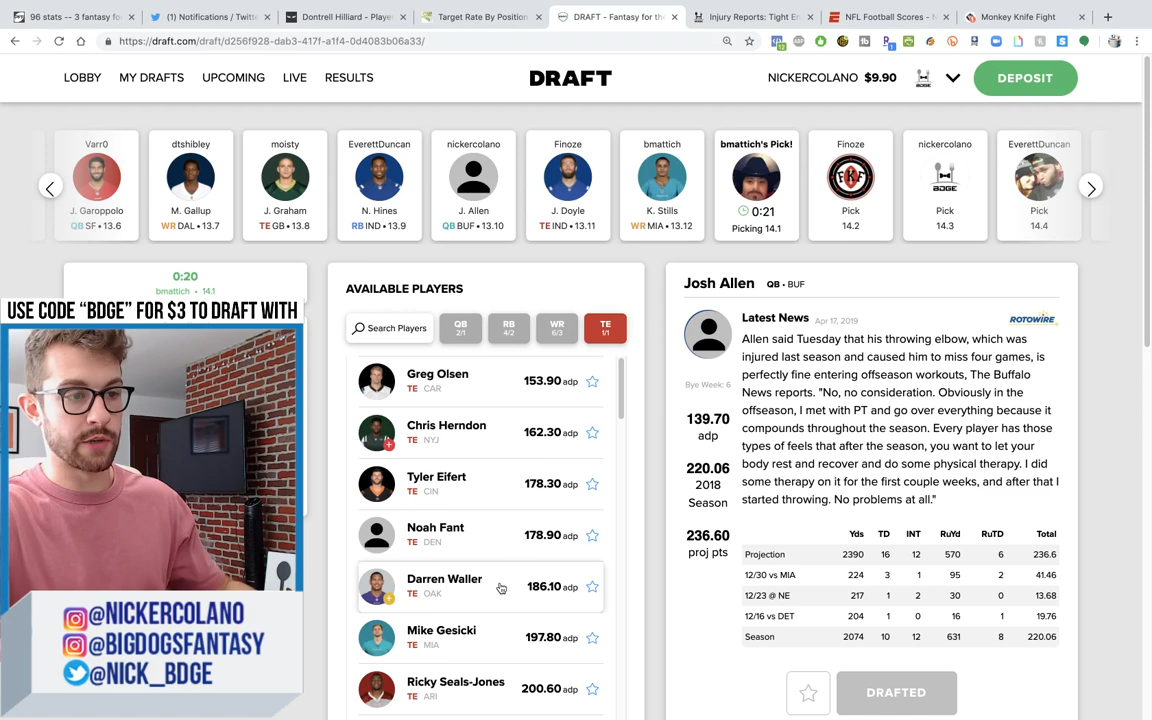 96 stats -- 3 fantasy fo
(1) Notifications / Twitte
Dontrell Hilliard - Playe
Target Rate By Position
DRAFT - Fantasy for the
Injury Reports: Tight En
NFL Football Scores - N
Monkey Knife Fight
https://draft.com/draft/d256f928-dab3-417f-a1f4-0d4083b06a33/
LOBBY MY DRAFTS UPCOMING LIVE RESULTS
DRAFT
NICKERCOLANO $9.90
BDGE
DEPOSIT
Varr0
J. Garoppolo
QB SF • 13.6
dtshibley
M. Gallup
WR DAL • 13.7
moisty
J. Graham
TE GB • 13.8
EverettDuncan
N. Hines
RB IND • 13.9
nickercolano
J. Allen
QB BUF • 13.10
Finoze
J. Doyle
TE IND • 13.11
bmattich
K. Stills
WR MIA • 13.12
bmattich's Pick!
0:21
Picking 14.1
Finoze
FKF
Pick
14.2
nickercolano
BDGE
Pick
14.3
EverettDuncan
Pick
14.4
0:20
bmattich • 14.1
USE CODE “BDGE” FOR $3 TO DRAFT WITH
@NICKERCOLANO
@BIGDOGSFANTASY
@NICK_BDGE
AVAILABLE PLAYERS
Search Players
QB
2/1
RB
4/2
WR
6/3
TE
1/1
Greg Olsen
TE CAR
153.90 adp
Chris Herndon
TE NYJ
162.30 adp
Tyler Eifert
TE CIN
178.30 adp
Noah Fant
TE DEN
178.90 adp
Darren Waller
TE OAK
186.10 adp
Mike Gesicki
TE MIA
197.80 adp
Ricky Seals-Jones
TE ARI
200.60 adp
Josh Allen QB • BUF
Bye Week: 6
139.70
adp
220.06
2018
Season
236.60
proj pts
Latest News Apr 17, 2019
ROTOWIRE
Allen said Tuesday that his throwing elbow, which was
injured last season and caused him to miss four games, is
perfectly fine entering offseason workouts, The Buffalo
News reports. "No, no consideration. Obviously in the
offseason, I met with PT and go over everything because it
compounds throughout the season. Every player has those
types of feels that after the season, you want to let your
body rest and recover and do some physical therapy. I did
some therapy on it for the first couple weeks, and after that I
started throwing. No problems at all."
Yds TD INT RuYd RuTD Total
Projection 2390 16 12 570 6 236.6
12/30 vs MIA 224 3 1 95 2 41.46
12/23 @ NE 217 1 2 30 0 13.68
12/16 vs DET 204 1 0 16 1 19.76
Season 2074 10 12 631 8 220.06
DRAFTED